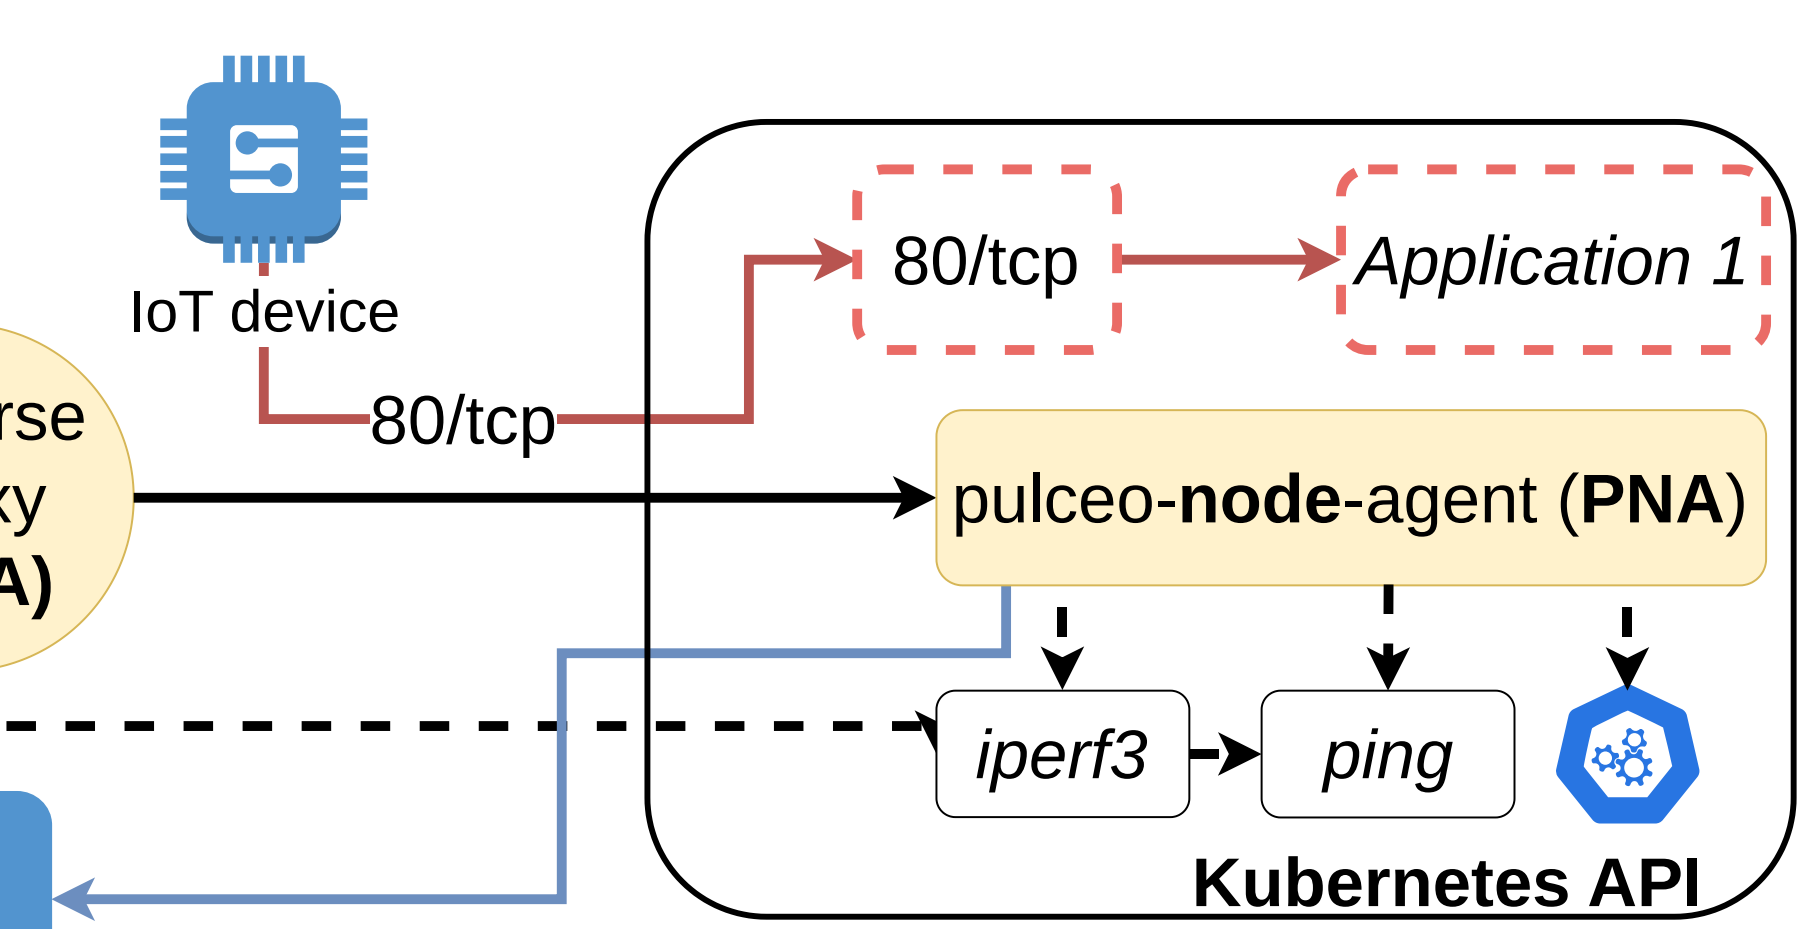 IoT device
80/tcp
80/tcp
Application 1
rse
xy
A)
pulceo-node-agent (PNA)
iperf3
ping
Kubernetes API